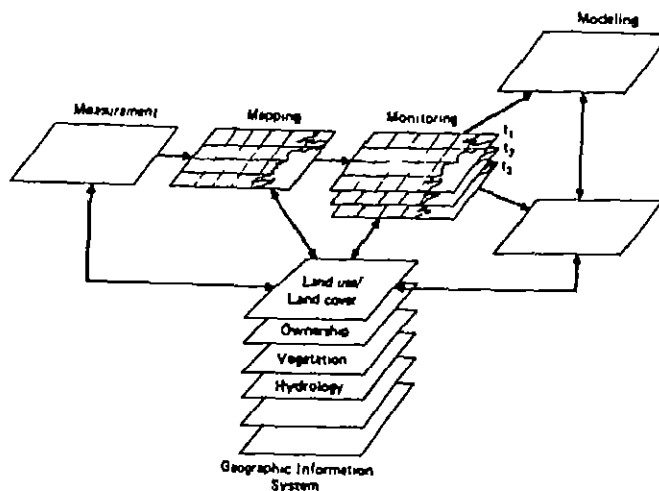 Modeling
Measurement
Mapping
Monitoring
t1
t2
t3
Land use/
Land cover
Ownership
Vegetation
Hydrology
Geographic Information
System